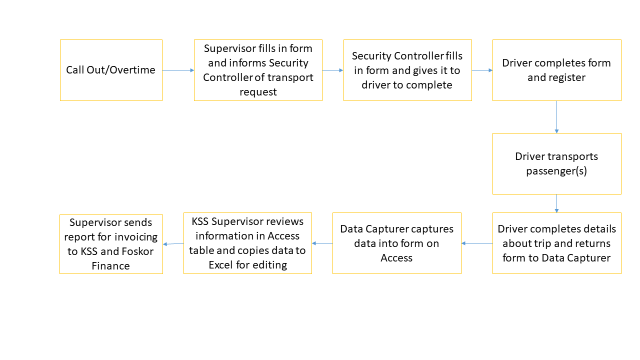 Call Out/Overtime
Supervisor fills in form
and informs Security
Controller of transport
request
Security Controller fills
in form and gives it to
driver to complete
Driver completes form
and register
Driver transports
passenger(s)
Driver completes details
about trip and returns
form to Data Capturer
Data Capturer captures
data into form on
Access
KSS Supervisor reviews
information in Access
table and copies data to
Excel for editing
Supervisor sends
report for invoicing
to KSS and Foskor
Finance